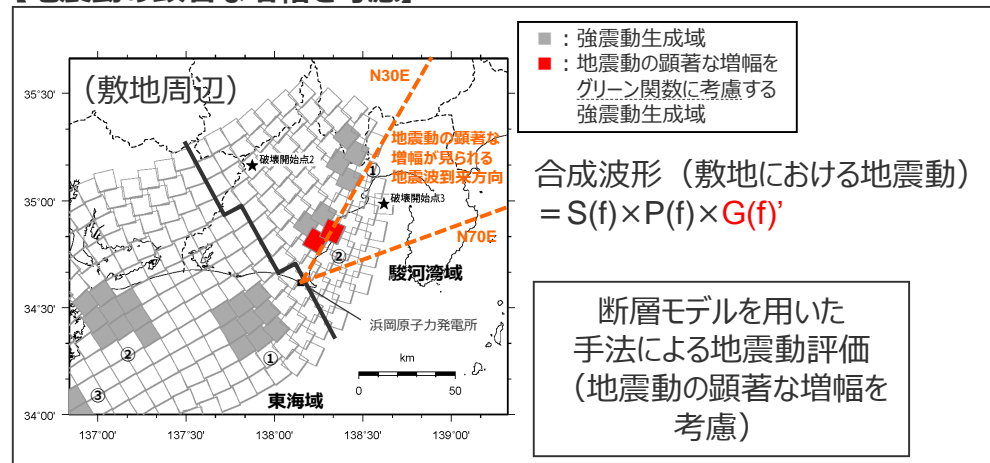 【地震動の顕著な増幅を考慮】
（敷地周辺）
N30E
地震動の顕著な
増幅が見られる
地震波到来方向
①
★破壊開始点2
★破壊開始点3
N70E
②
駿河湾域
浜岡原子力発電所
②
①
③
東海域
km
0 50
35°30'
35°00'
34°30'
34°00'
137°00' 137°30' 138°00' 138°30' 139°00'
■：強震動生成域
■：地震動の顕著な増幅を
グリーン関数に考慮する
強震動生成域
合成波形（敷地における地震動）
＝S(f)×P(f)×G(f)’
断層モデルを用いた
手法による地震動評価
（地震動の顕著な増幅を
考慮）